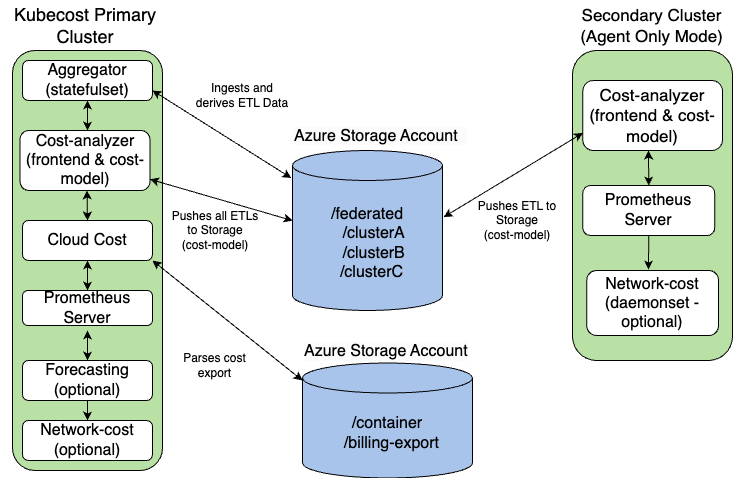 Kubecost Primary
Cluster
Aggregator
(statefulset)
Cost-analyzer
(frontend & cost-
model)
Cloud Cost
Prometheus
Server
Forecasting
(optional)
Network-cost
(optional)
Ingests and
derives ETL Data
Pushes all ETLs
to Storage
(cost-model)
Parses cost
export
Azure Storage Account
/federated
/clusterA
/clusterB
/clusterC
Azure Storage Account
/container
/billing-export
Pushes ETL to
Storage
(cost-model)
Secondary Cluster
(Agent Only Mode)
Cost-analyzer
(frontend & cost-
model)
Prometheus
Server
Network-cost
(daemonset -
optional)